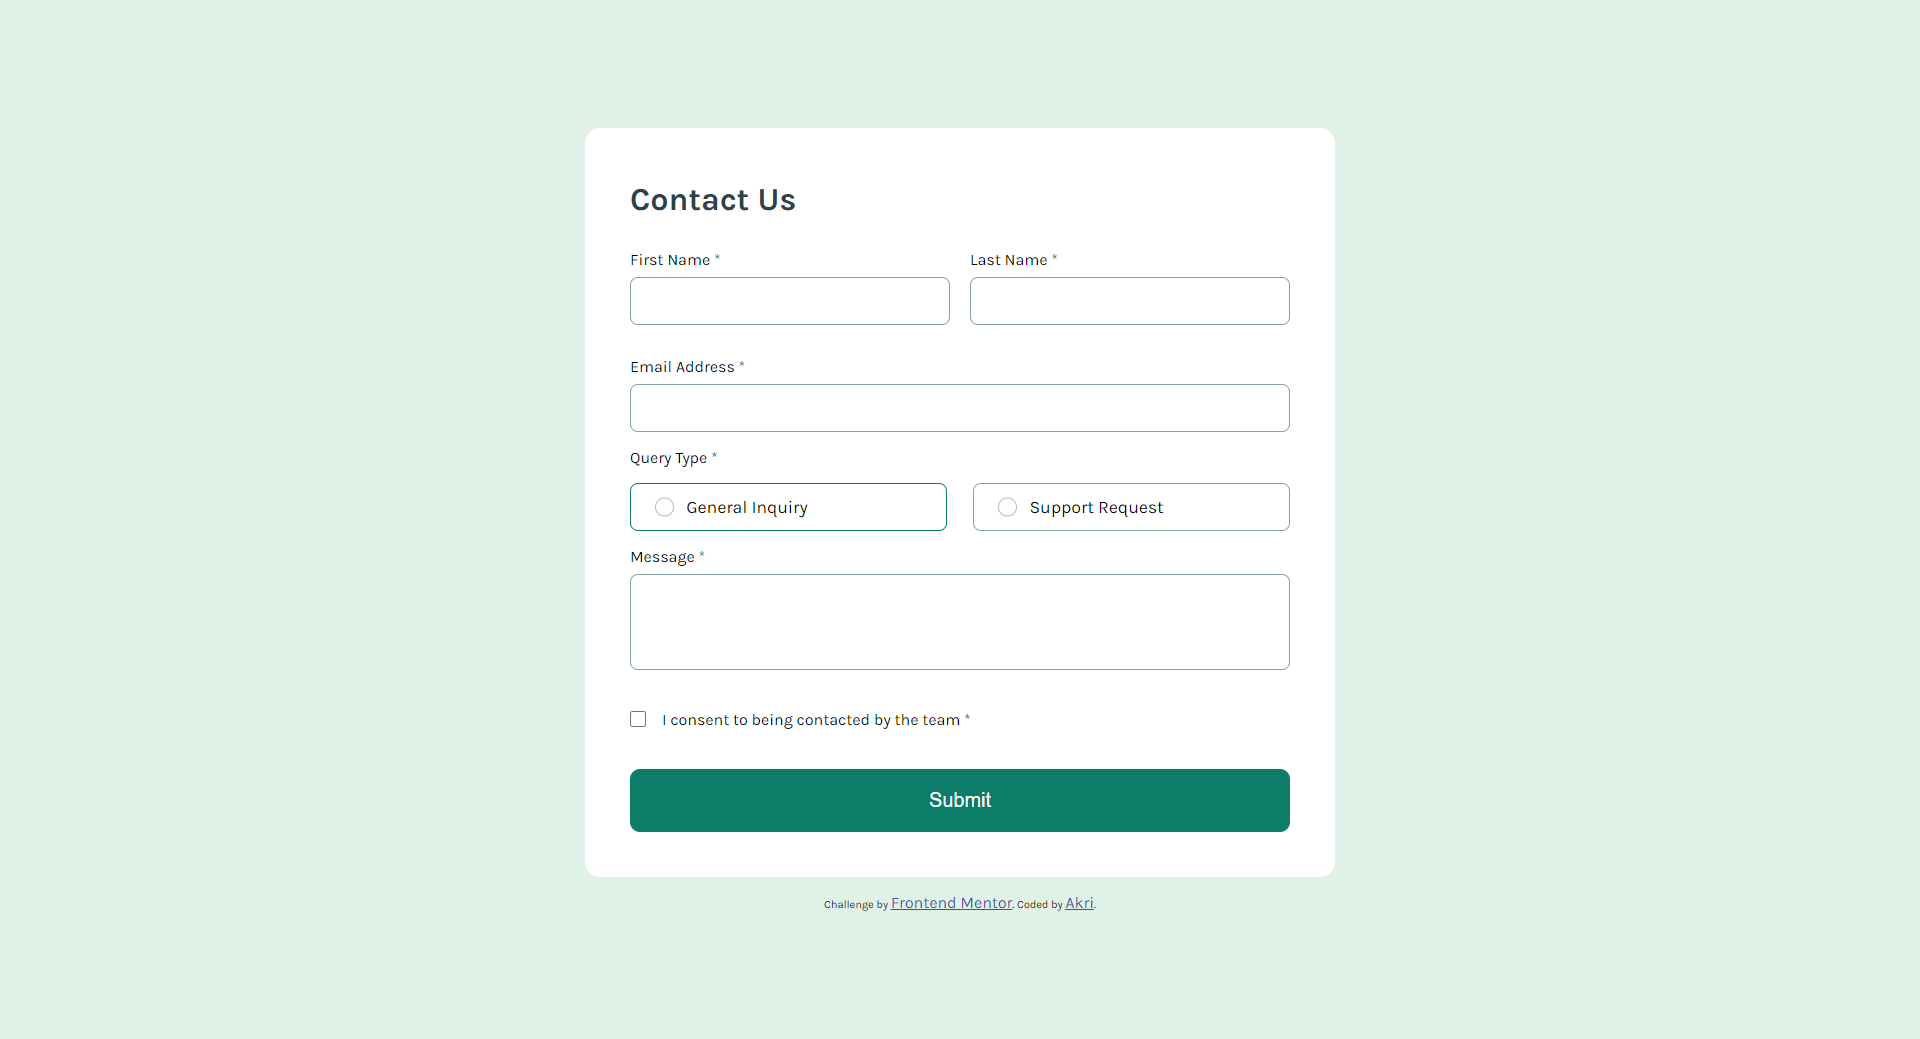 Contact Us
First Name * Last Name *
Email Address *
Query Type *
General Inquiry Support Request
Message *
I consent to being contacted by the team *
Submit
Challenge by Frontend Mentor. Coded by Akri.